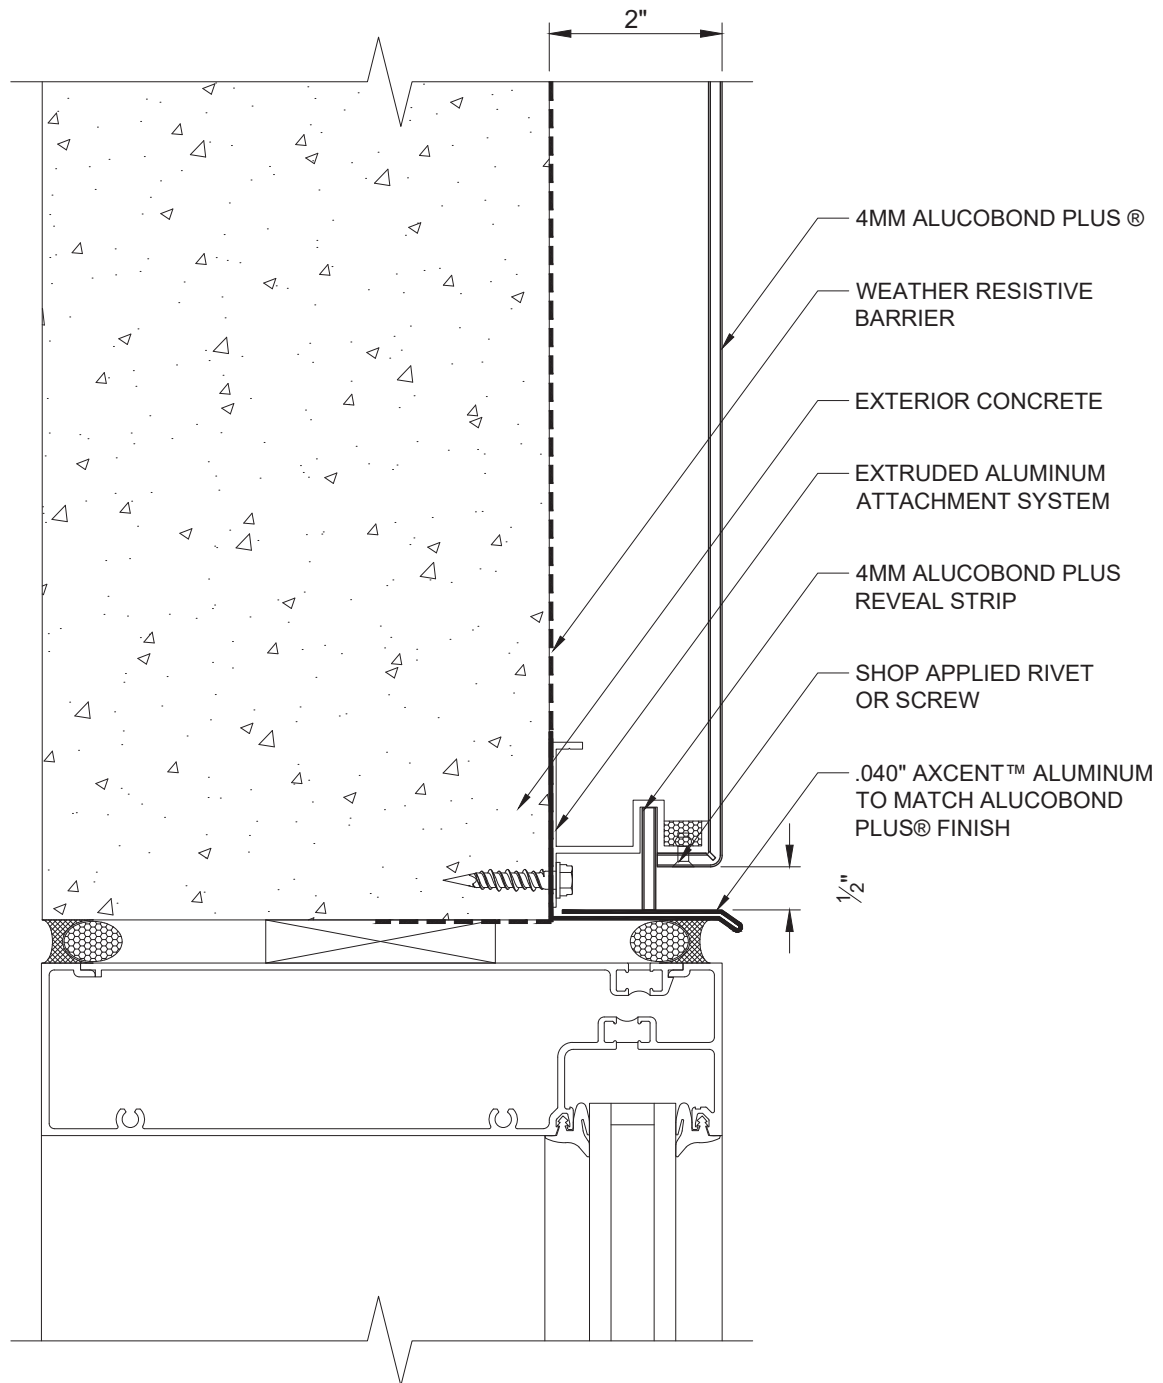 2"
4MM ALUCOBOND PLUS ®
WEATHER RESISTIVE
BARRIER
EXTERIOR CONCRETE
EXTRUDED ALUMINUM
ATTACHMENT SYSTEM
4MM ALUCOBOND PLUS
REVEAL STRIP
SHOP APPLIED RIVET
OR SCREW
.040" AXCENT™ ALUMINUM
TO MATCH ALUCOBOND
PLUS® FINISH
½"